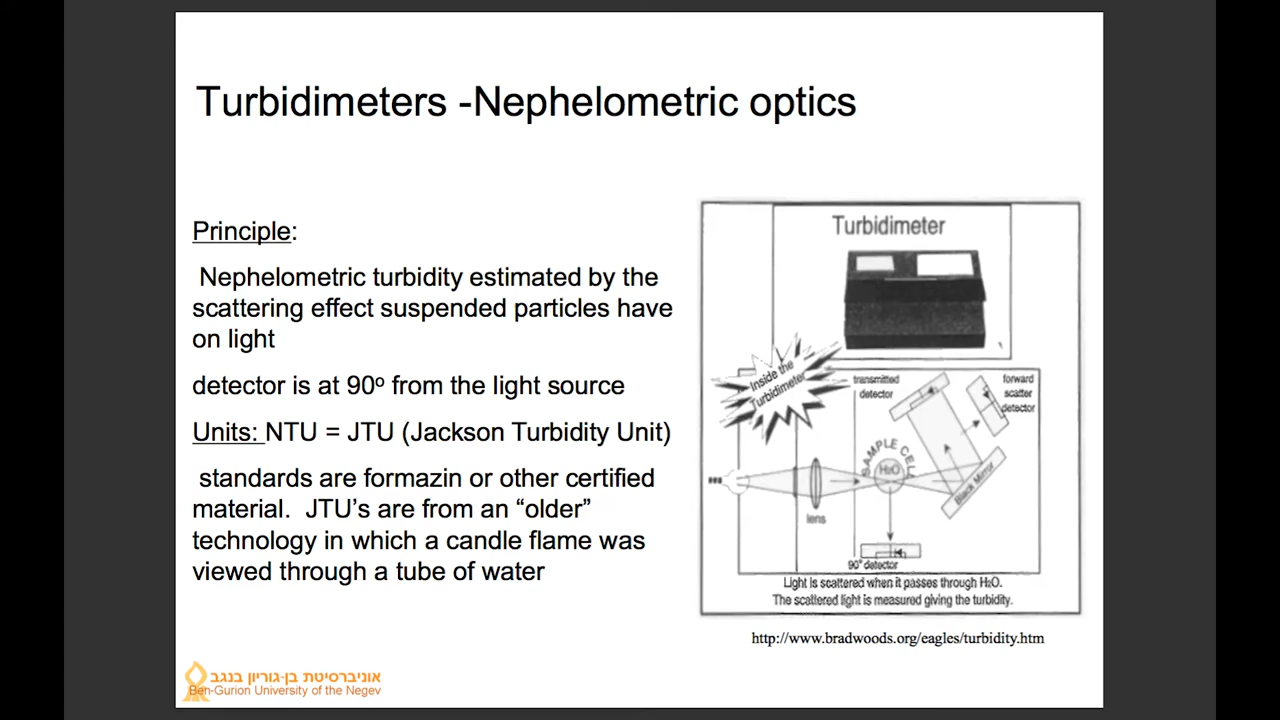 Turbidimeters -Nephelometric optics
Principle:
Nephelometric turbidity estimated by the
scattering effect suspended particles have
on light
detector is at 90º from the light source
Units: NTU = JTU (Jackson Turbidity Unit)
standards are formazin or other certified
material.  JTU’s are from an “older”
technology in which a candle flame was
viewed through a tube of water
Turbidimeter
Inside the
Turbidimeter
transmitted
detector
forward
scatter
detector
SAMPLE CELL
H₂O
Black Mirror
lens
90° detector
Light is scattered when it passes through H₂O.
The scattered light is measured giving the turbidity.
http://www.bradwoods.org/eagles/turbidity.htm
אוניברסיטת בן-גוריון בנגב
Ben-Gurion University of the Negev